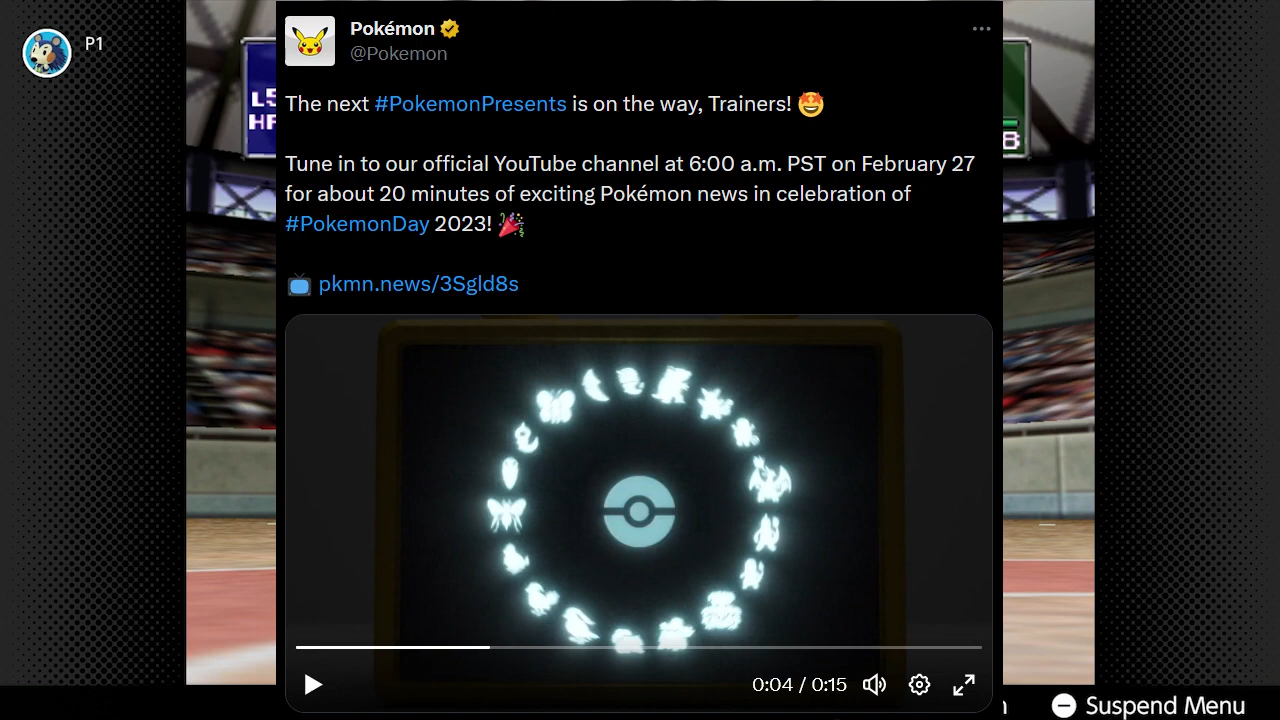 P1
Pokémon
@Pokemon
The next #PokemonPresents is on the way, Trainers! 🤩
Tune in to our official YouTube channel at 6:00 a.m. PST on February 27
for about 20 minutes of exciting Pokémon news in celebration of
#PokemonDay 2023! 🎉
📺 pkmn.news/3Sgld8s
0:04 / 0:15
Suspend Menu